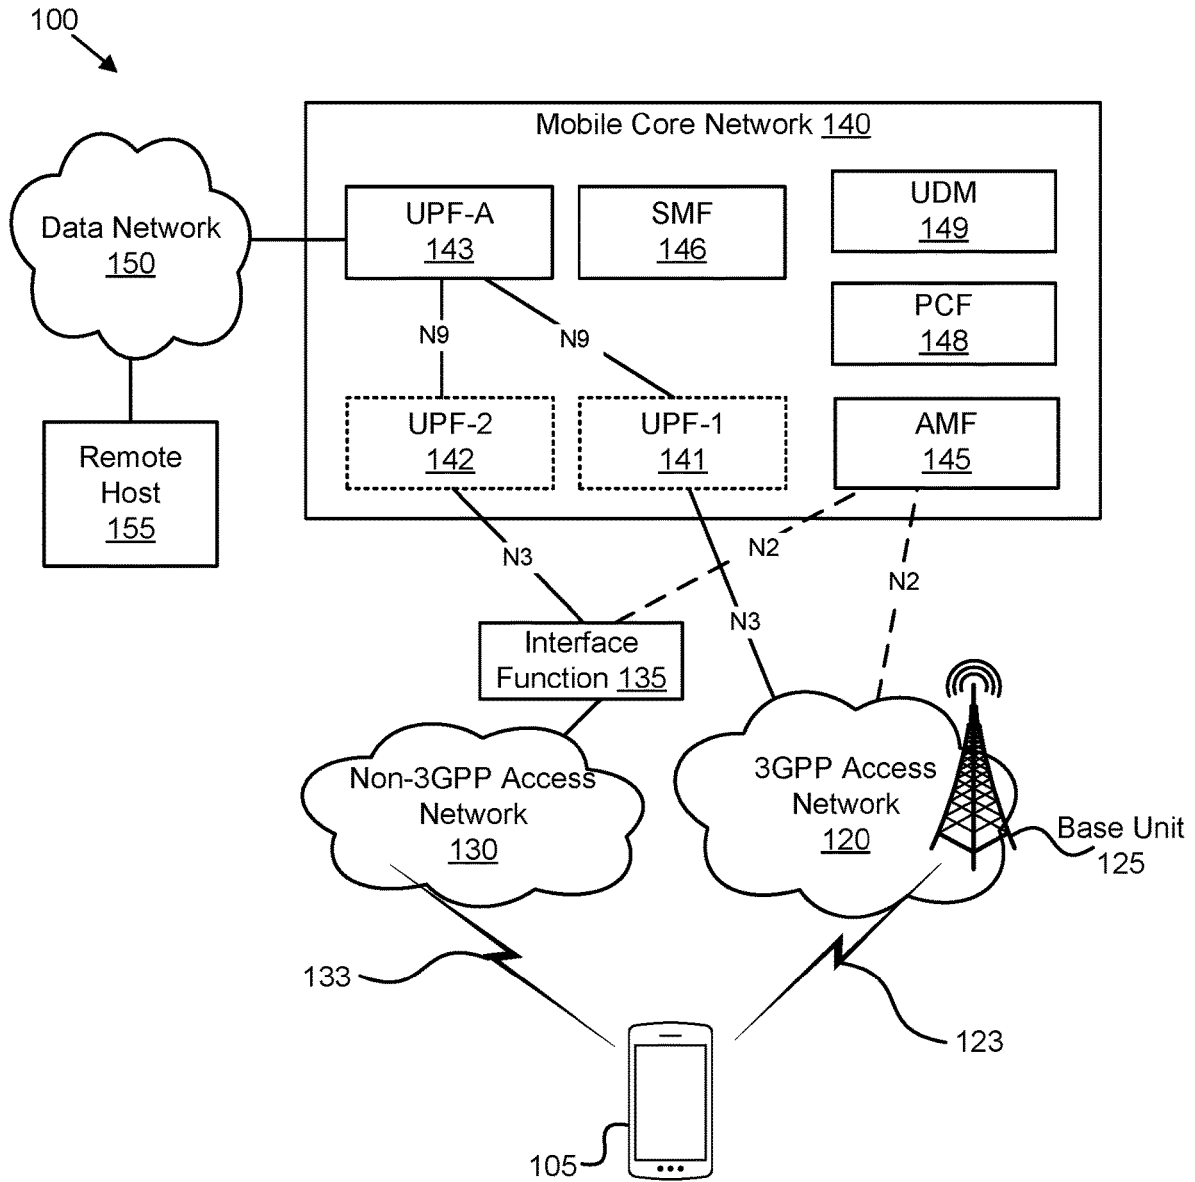 100
Mobile Core Network 140
Data Network
150
UPF-A
143
SMF
146
UDM
149
PCF
148
N9
N9
UPF-2
142
UPF-1
141
AMF
145
Remote
Host
155
N3
N2
N2
N3
Interface
Function 135
Non-3GPP Access
Network
130
3GPP Access
Network
120
Base Unit
125
133
123
105